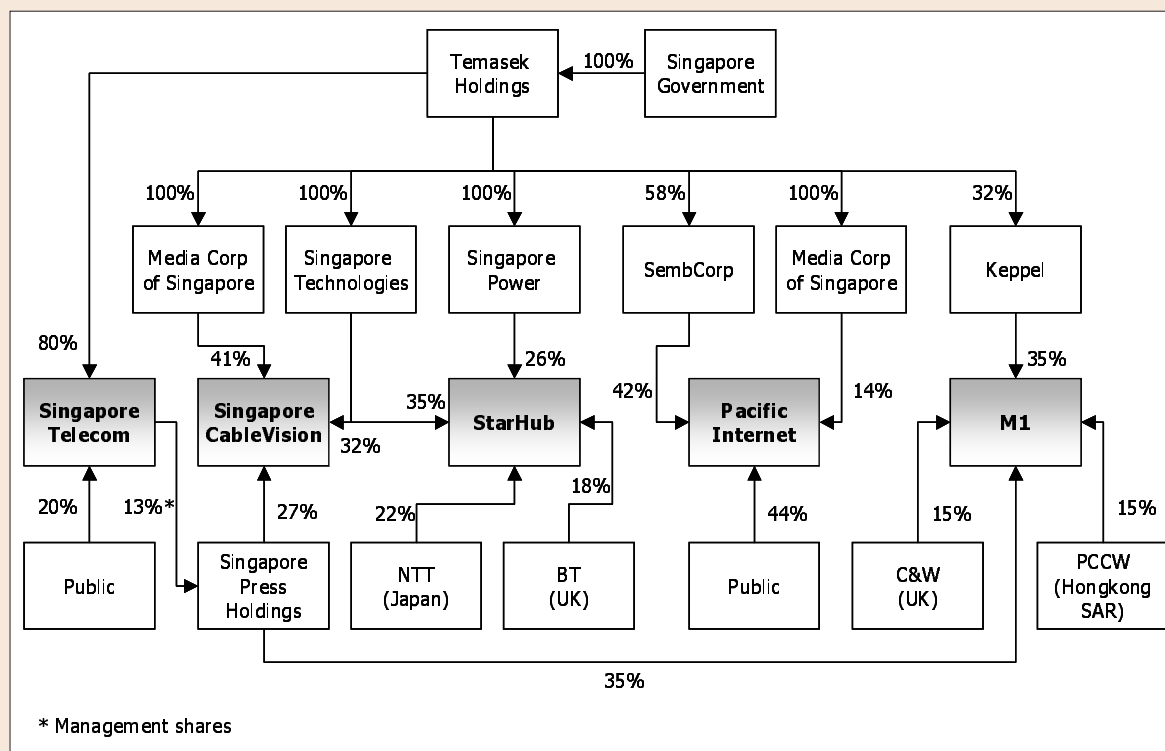 Temasek
Holdings
100%
Singapore
Government
100%
100%
100%
58%
100%
32%
Media Corp
of Singapore
Singapore
Technologies
Singapore
Power
SembCorp
Media Corp
of Singapore
Keppel
80%
41%
26%
35%
42%
14%
35%
32%
Singapore
Telecom
Singapore
CableVision
StarHub
Pacific
Internet
M1
20%
13%*
27%
22%
18%
44%
15%
15%
Public
Singapore
Press
Holdings
NTT
(Japan)
BT
(UK)
Public
C&W
(UK)
PCCW
(Hongkong
SAR)
35%
* Management shares